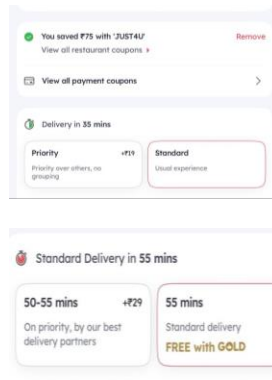 You saved ₹75 with 'JUST4U' Remove
View all restaurant coupons
View all payment coupons
Delivery in 35 mins
Priority +₹19 Standard
Priority over others, no grouping Usual experience
Standard Delivery in 55 mins
50-55 mins +₹29 55 mins
On priority, by our best Standard delivery
delivery partners FREE with GOLD